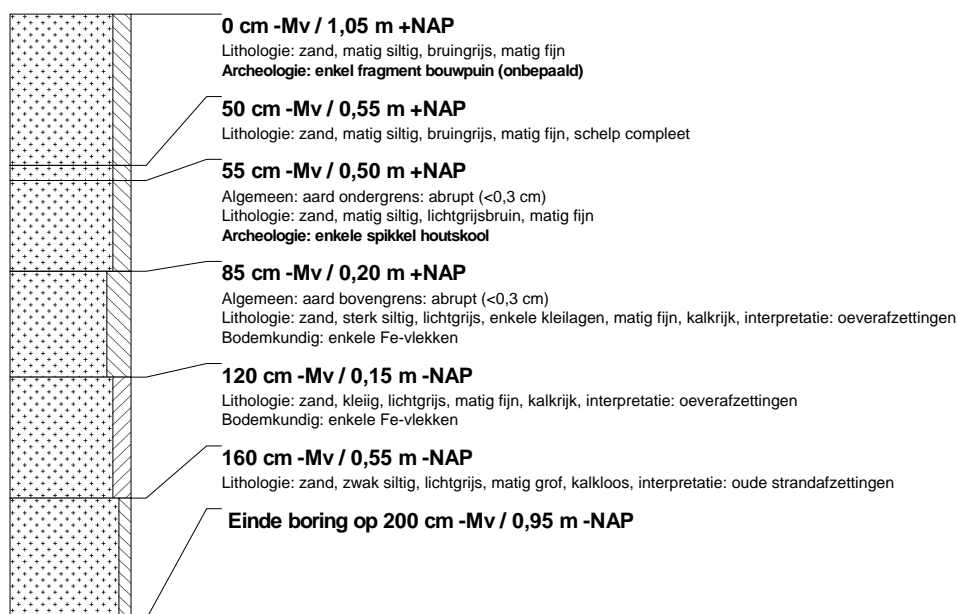 0 cm -Mv / 1,05 m +NAP
Lithologie: zand, matig siltig, bruingrijs, matig fijn
Archeologie: enkel fragment bouwpuin (onbepaald)
50 cm -Mv / 0,55 m +NAP
Lithologie: zand, matig siltig, bruingrijs, matig fijn, schelp compleet
55 cm -Mv / 0,50 m +NAP
Algemeen: aard ondergrens: abrupt (<0,3 cm)
Lithologie: zand, matig siltig, lichtgrijsbruin, matig fijn
Archeologie: enkele spikkel houtskool
85 cm -Mv / 0,20 m +NAP
Algemeen: aard bovengrens: abrupt (<0,3 cm)
Lithologie: zand, sterk siltig, lichtgrijs, enkele kleilagen, matig fijn, kalkrijk, interpretatie: oeverafzettingen
Bodemkundig: enkele Fe-vlekken
120 cm -Mv / 0,15 m -NAP
Lithologie: zand, kleiig, lichtgrijs, matig fijn, kalkrijk, interpretatie: oeverafzettingen
Bodemkundig: enkele Fe-vlekken
160 cm -Mv / 0,55 m -NAP
Lithologie: zand, zwak siltig, lichtgrijs, matig grof, kalkloos, interpretatie: oude strandafzettingen
Einde boring op 200 cm -Mv / 0,95 m -NAP